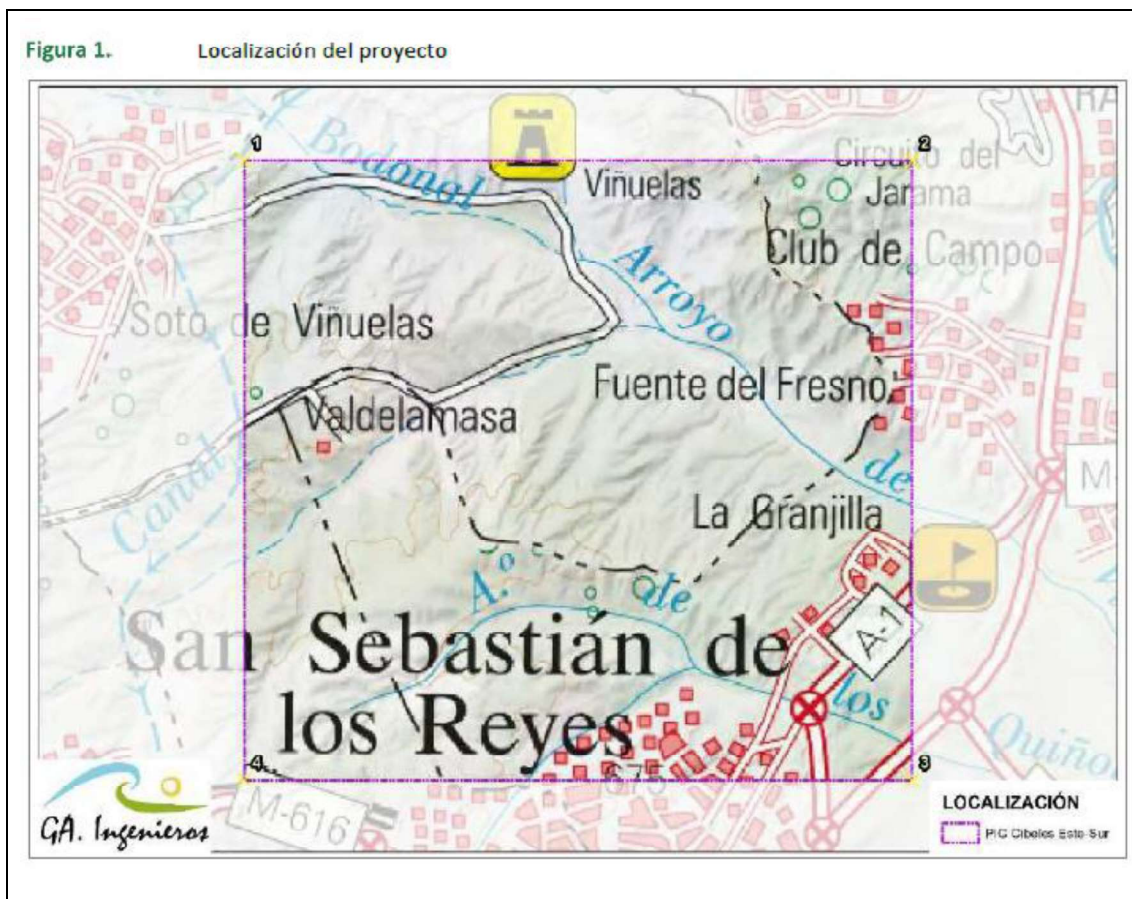 Figura 1. Localización del proyecto
RA
1
2
Bodonal
Viñuelas
Circuito del
Jarama
Club de Campo
Arroyo
Soto de Viñuelas
Fuente del Fresno
Valdelamasa
de
M-
Canal
La Granjilla
A.º de
A-1
San Sebastián de
los
los Reyes
Quiño
4
675
3
M-616
GA. Ingenieros
LOCALIZACIÓN
PIC Cibeles Este-Sur